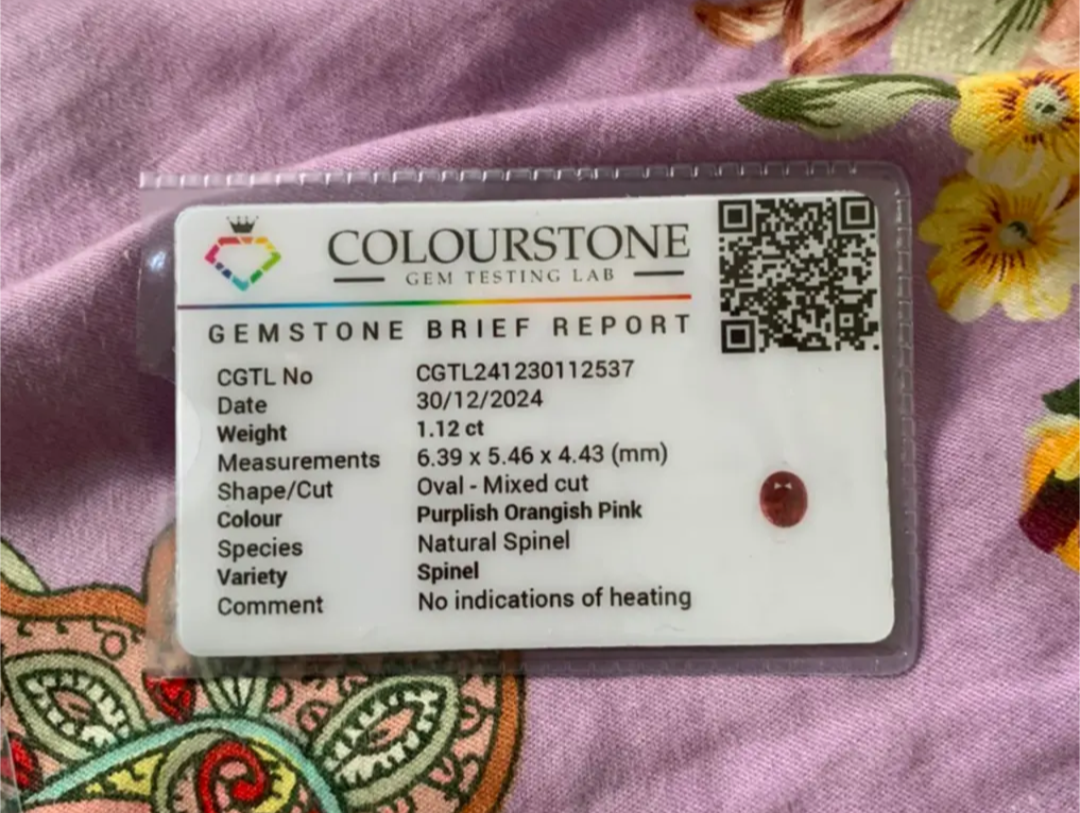 COLOURSTONE
GEM TESTING LAB
GEMSTONE BRIEF REPORT
CGTL No CGTL241230112537
Date 30/12/2024
Weight 1.12 ct
Measurements 6.39 x 5.46 x 4.43 (mm)
Shape/Cut Oval - Mixed cut
Colour Purplish Orangish Pink
Species Natural Spinel
Variety Spinel
Comment No indications of heating